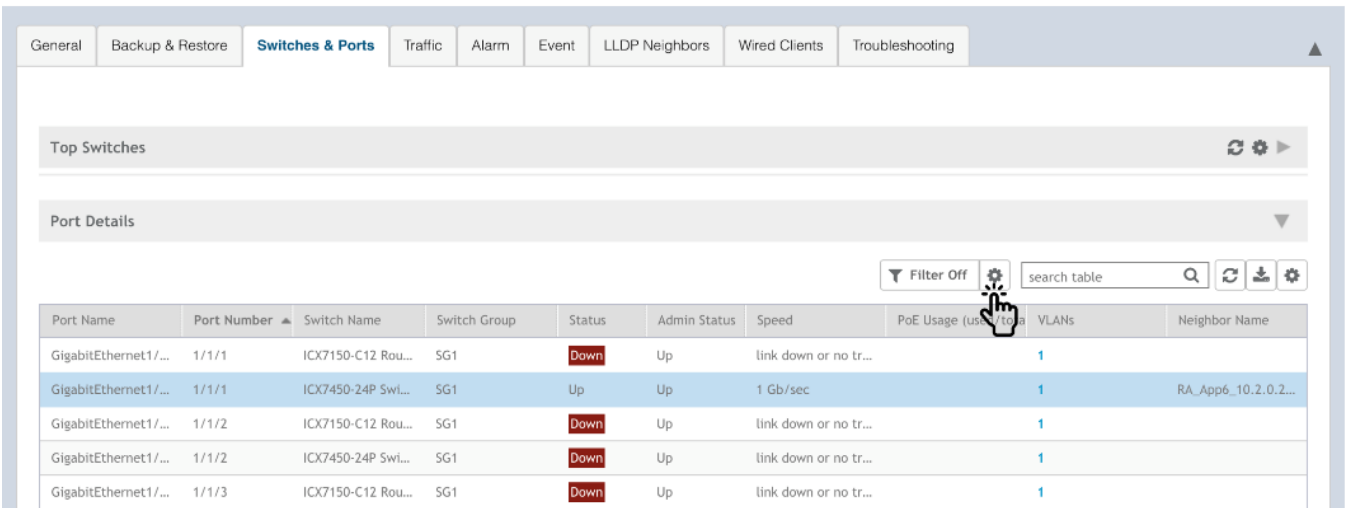 General Backup & Restore Switches & Ports Traffic Alarm Event LLDP Neighbors Wired Clients Troubleshooting
Top Switches
Port Details
Filter Off search table
Port Name Port Number Switch Name Switch Group Status Admin Status Speed PoE Usage (used/tota VLANs Neighbor Name
GigabitEthernet1/... 1/1/1 ICX7150-C12 Rou... SG1 Down Up link down or no tr... 1
GigabitEthernet1/... 1/1/1 ICX7450-24P Swi... SG1 Up Up 1 Gb/sec 1 RA_App6_10.2.0.2...
GigabitEthernet1/... 1/1/2 ICX7150-C12 Rou... SG1 Down Up link down or no tr... 1
GigabitEthernet1/... 1/1/2 ICX7450-24P Swi... SG1 Down Up link down or no tr... 1
GigabitEthernet1/... 1/1/3 ICX7150-C12 Rou... SG1 Down Up link down or no tr... 1